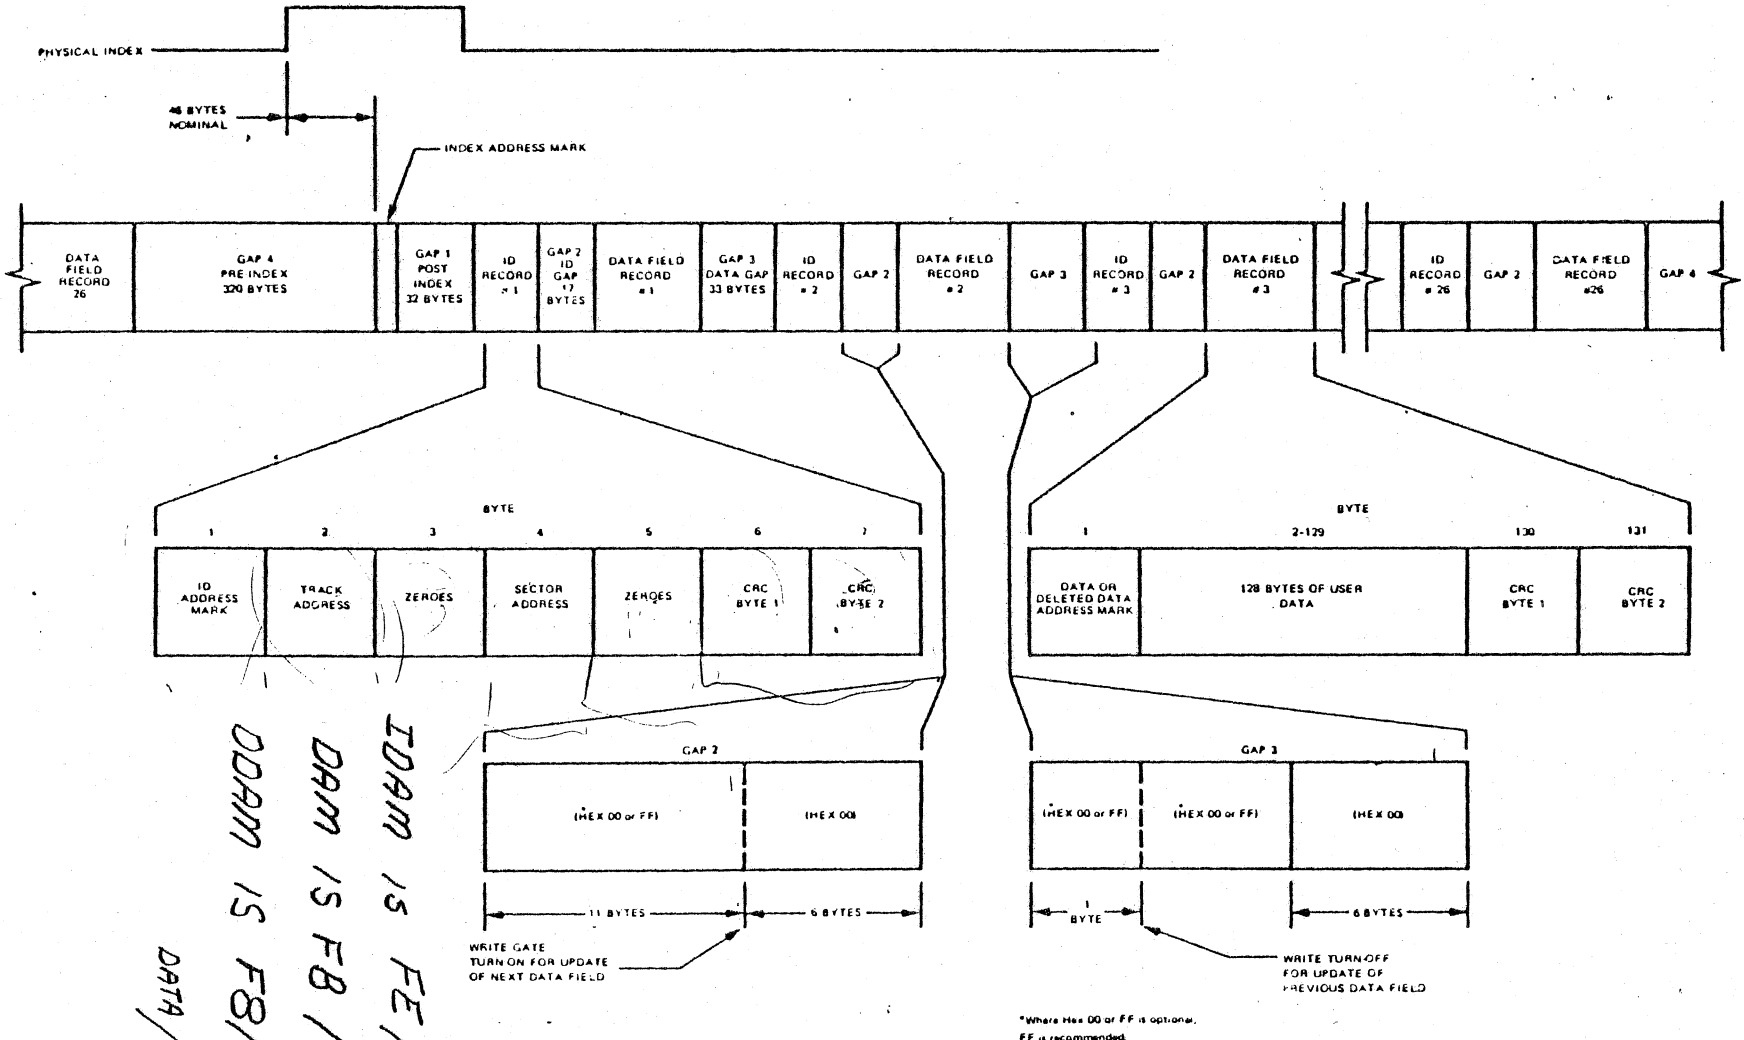 PHYSICAL INDEX
46 BYTES
NOMINAL
INDEX ADDRESS MARK
DATA
FIELD
RECORD
26
GAP 4
PRE INDEX
320 BYTES
GAP 1
POST
INDEX
32 BYTES
ID
RECORD
# 1
GAP 2
ID
GAP
17
BYTES
DATA FIELD
RECORD
# 1
GAP 3
DATA GAP
33 BYTES
ID
RECORD
# 2
GAP 2
DATA FIELD
RECORD
# 2
GAP 3
ID
RECORD
# 3
GAP 2
DATA FIELD
RECORD
# 3
ID
RECORD
# 26
GAP 2
DATA FIELD
RECORD
#26
GAP 4
BYTE
1 2 3 4 5 6 7
ID
ADDRESS
MARK
TRACK
ADDRESS
ZEROES
SECTOR
ADDRESS
ZEROES
CRC
BYTE 1
CRC
BYTE 2
BYTE
1 2-129 130 131
DATA OR
DELETED DATA
ADDRESS MARK
128 BYTES OF USER
DATA
CRC
BYTE 1
CRC
BYTE 2
GAP 2
*
(HEX 00 or FF)
(HEX 00)
11 BYTES
6 BYTES
WRITE GATE
TURN ON FOR UPDATE
OF NEXT DATA FIELD
GAP 3
*
(HEX 00 or FF)
*
(HEX 00 or FF)
(HEX 00)
1
BYTE
6 BYTES
WRITE TURN-OFF
FOR UPDATE OF
PREVIOUS DATA FIELD
*Where Hex 00 or FF is optional,
FF is recommended.
IDAM IS FE,
DAM IS FB /
DDAM IS F8/
DATA/